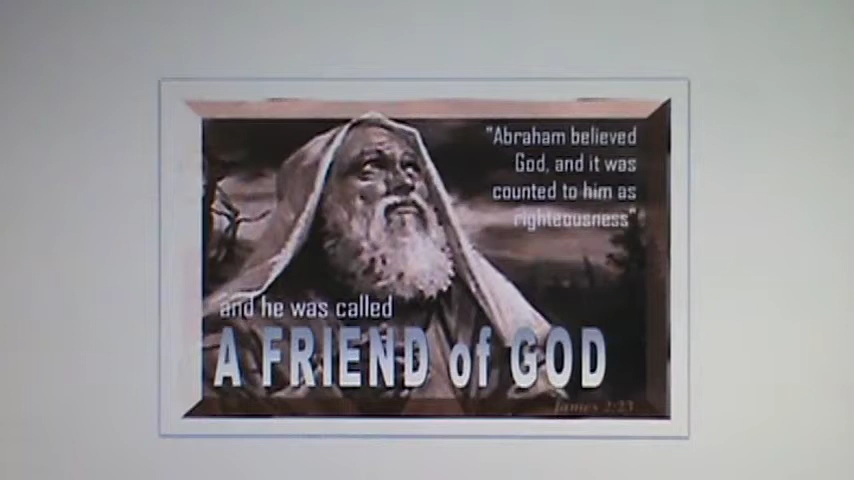 "Abraham believed
God, and it was
counted to him as
righteousness"
and he was called
A FRIEND of GOD
James 2:23